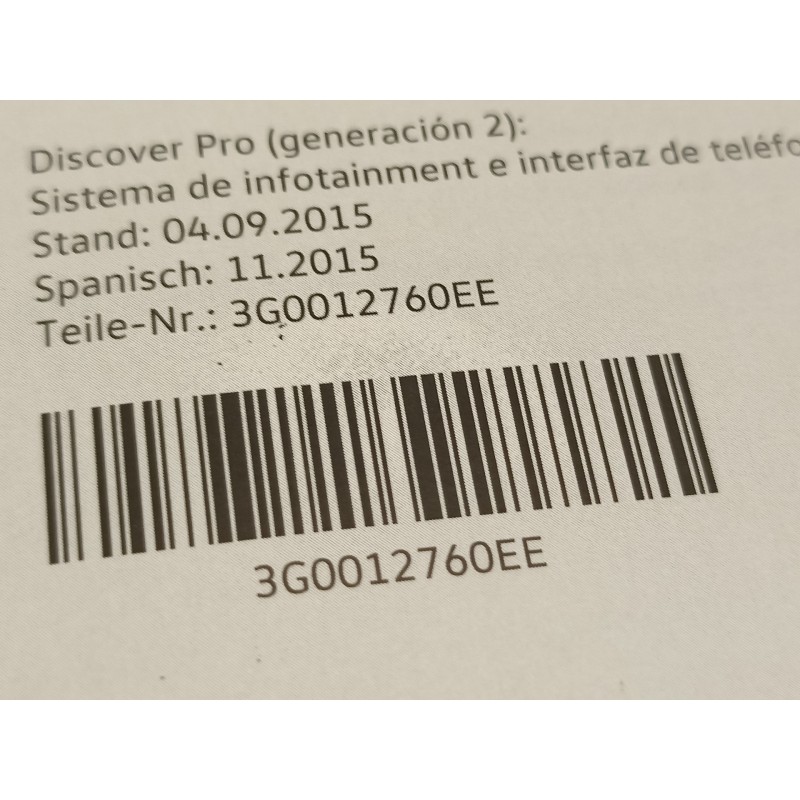 Discover Pro (generación 2):
Sistema de infotainment e interfaz de teléfo
Stand: 04.09.2015
Spanisch: 11.2015
Teile-Nr.: 3G0012760EE
3G0012760EE